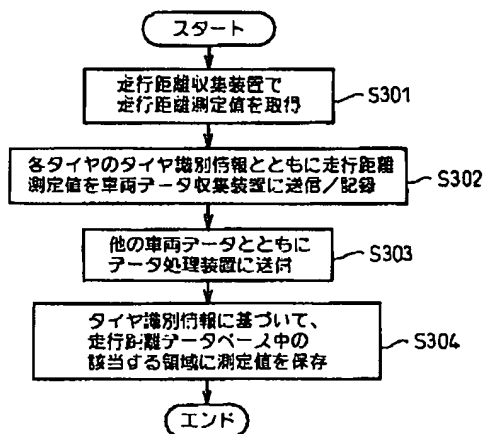 スタート
走行距離収集装置で
走行距離測定値を取得
S301
各タイヤのタイヤ識別情報とともに走行距離
測定値を車両データ収集装置に送信／記録
S302
他の車両データとともに
データ処理装置に送付
S303
タイヤ識別情報に基づいて、
走行距離データベース中の
該当する領域に測定値を保存
S304
エンド